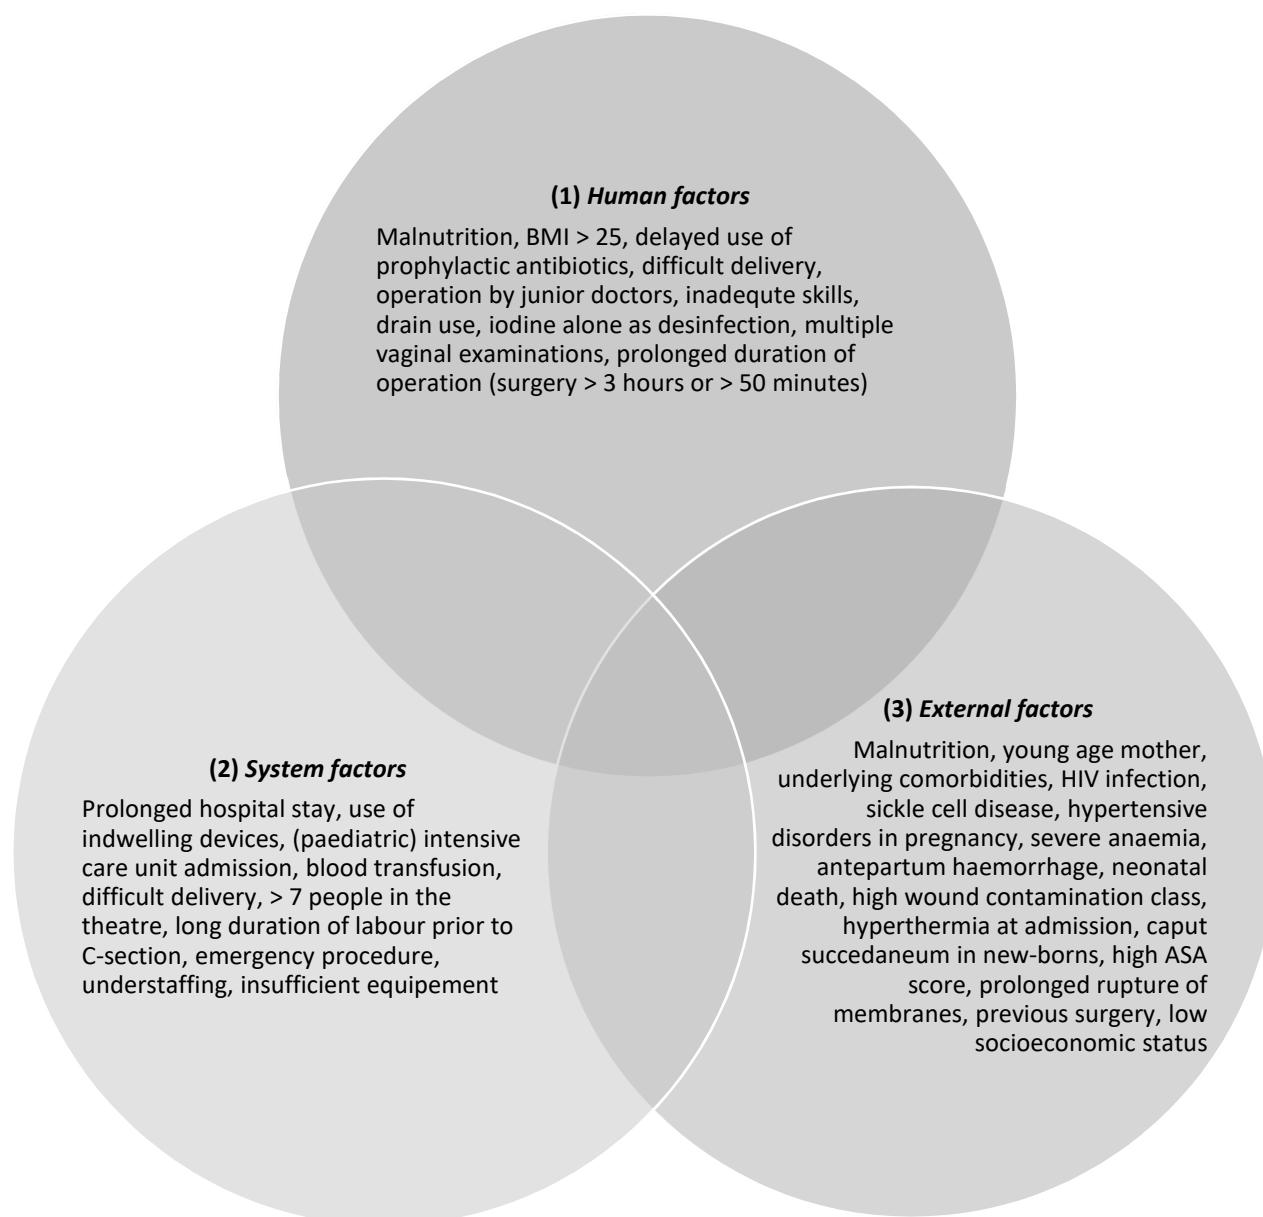 (1) Human factors
Malnutrition, BMI > 25, delayed use of
prophylactic antibiotics, difficult delivery,
operation by junior doctors, inadequte skills,
drain use, iodine alone as desinfection, multiple
vaginal examinations, prolonged duration of
operation (surgery > 3 hours or > 50 minutes)
(2) System factors
Prolonged hospital stay, use of
indwelling devices, (paediatric) intensive
care unit admission, blood transfusion,
difficult delivery, > 7 people in the
theatre, long duration of labour prior to
C-section, emergency procedure,
understaffing, insufficient equipement
(3) External factors
Malnutrition, young age mother,
underlying comorbidities, HIV infection,
sickle cell disease, hypertensive
disorders in pregnancy, severe anaemia,
antepartum haemorrhage, neonatal
death, high wound contamination class,
hyperthermia at admission, caput
succedaneum in new-borns, high ASA
score, prolonged rupture of
membranes, previous surgery, low
socioeconomic status